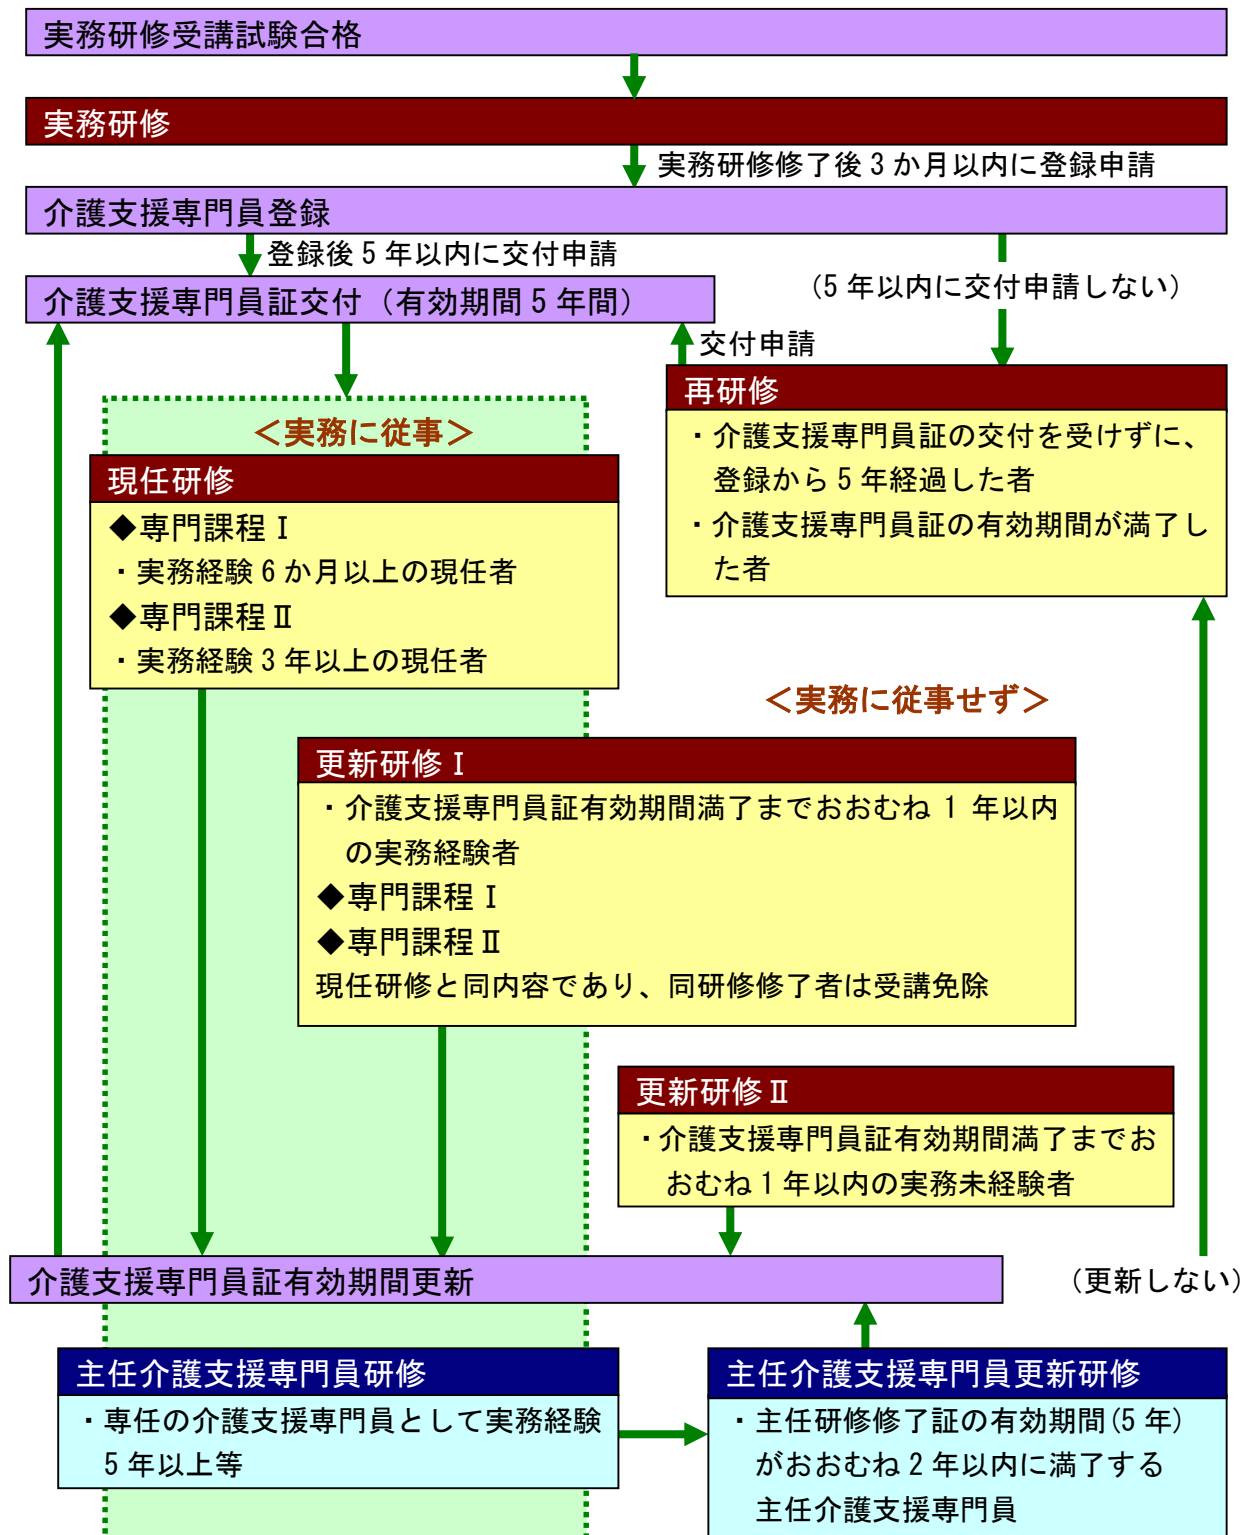 実務研修受講試験合格
実務研修
実務研修修了後3か月以内に登録申請
介護支援専門員登録
登録後5年以内に交付申請
(5年以内に交付申請しない)
介護支援専門員証交付(有効期間5年間)
交付申請
再研修
・介護支援専門員証の交付を受けずに、
登録から5年経過した者
・介護支援専門員証の有効期間が満了し
た者
<実務に従事>
現任研修
◆専門課程Ⅰ
・実務経験6か月以上の現任者
◆専門課程Ⅱ
・実務経験3年以上の現任者
<実務に従事せず>
更新研修Ⅰ
・介護支援専門員証有効期間満了までおおむね1年以内
の実務経験者
◆専門課程Ⅰ
◆専門課程Ⅱ
現任研修と同内容であり、同研修修了者は受講免除
更新研修Ⅱ
・介護支援専門員証有効期間満了までお
おむね1年以内の実務未経験者
介護支援専門員証有効期間更新
(更新しない)
主任介護支援専門員研修
・専任の介護支援専門員として実務経験
5年以上等
主任介護支援専門員更新研修
・主任研修修了証の有効期間(5年)
がおおむね2年以内に満了する
主任介護支援専門員